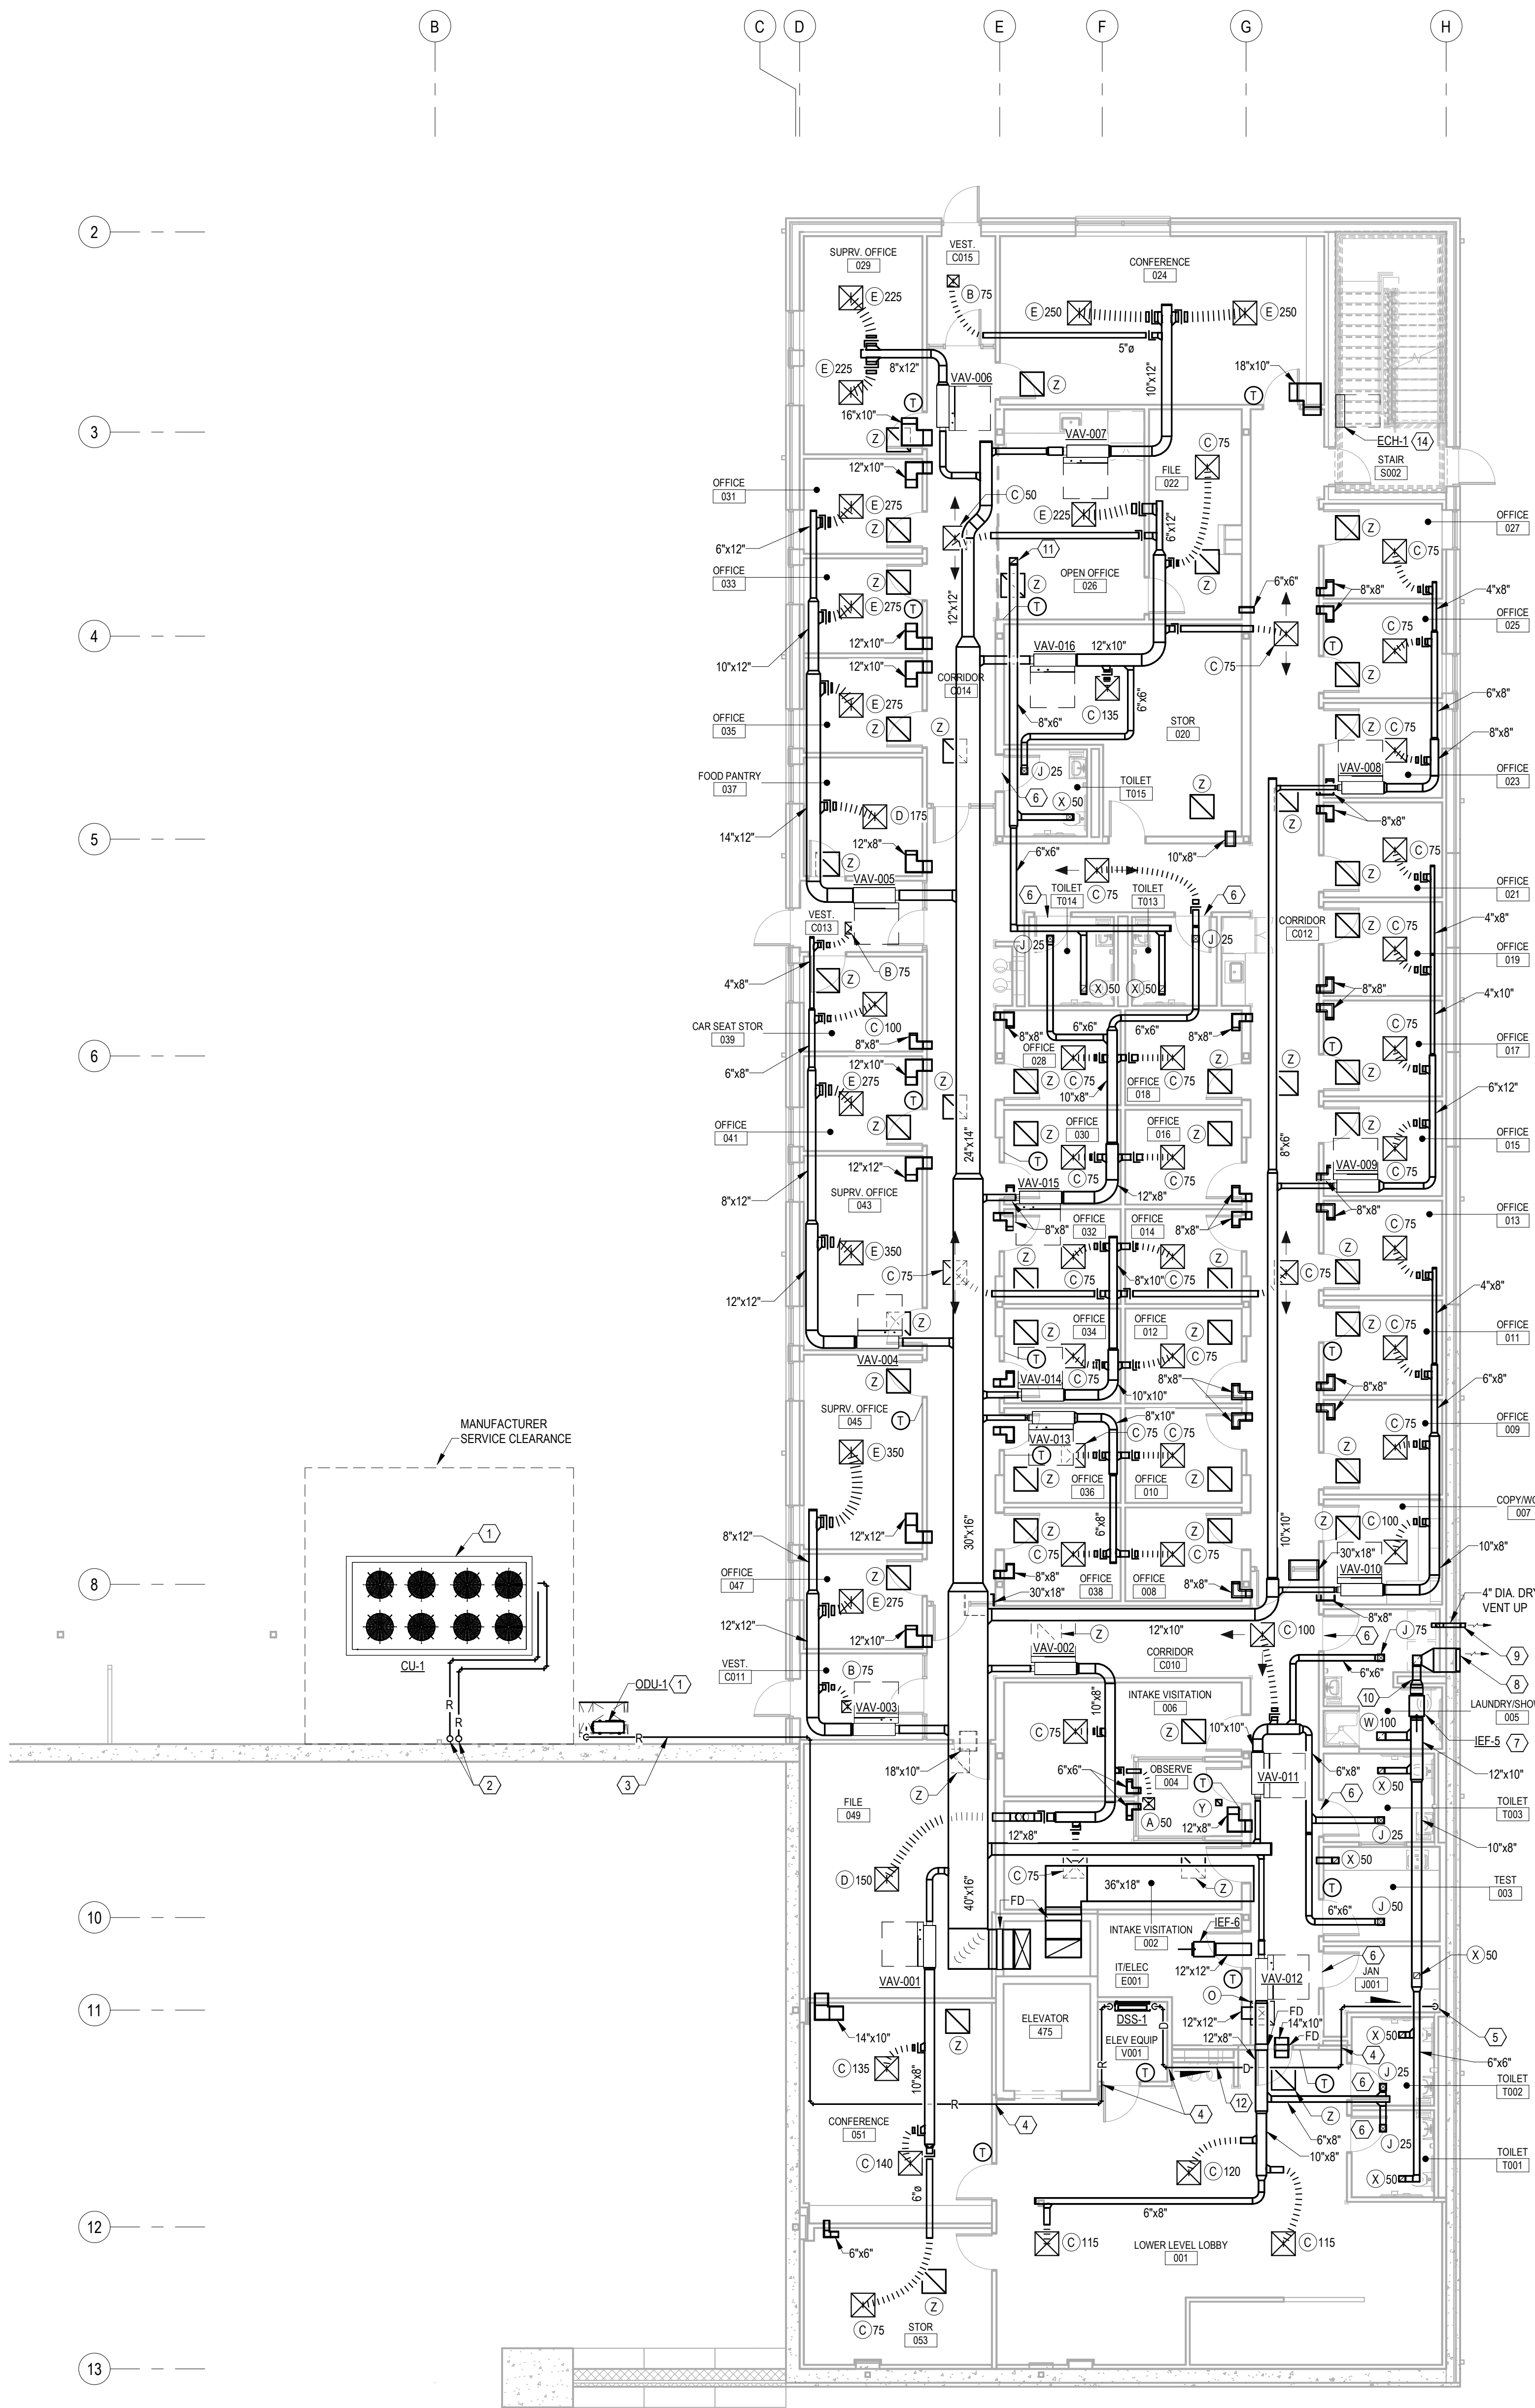 B
C
D
E
F
G
H
2
SUPRV. OFFICE
029
VEST.
C015
CONFERENCE
024
E 225
B 75
E 250
E 250
5"ø
8"x12"
E 225
VAV-006
10"x12"
18"x10"
T
Z
T
16"x10"
Z
3
VAV-007
C 75
ECH-1 14
STAIR
S002
12"x10"
FILE
022
OFFICE
031
E 275
C 50
E 225
6"x12"
Z
OFFICE
027
Z
6"x12"
11
Z
C 75
OFFICE
033
OPEN OFFICE
026
Z
E 275
T
T
6"x6"
8"x8"
4"x8"
12"x12"
C 75
OFFICE
025
4
12"x10"
VAV-016
12"x10"
C 75
T
Z
10"x12"
12"x10"
CORRIDOR
C014
E 275
C 135
6"x6"
6"x8"
OFFICE
035
Z
Z
8"x6"
STOR
020
Z
C 75
8"x8"
VAV-008
OFFICE
023
FOOD PANTRY
037
J 25
6
TOILET
T015
X 50
Z
Z
D 175
14"x12"
5
12"x8"
Z
6"x6"
10"x8"
8"x8"
C 75
Z
VAV-005
C 75
6
TOILET
T014
TOILET
T013
6
OFFICE
021
VEST.
C013
CORRIDOR
C012
4"x8"
J 25
J 25
Z
C 75
OFFICE
019
B 75
4"x8"
Z
X 50
X 50
8"x8"
4"x10"
CAR SEAT STOR
039
C 100
8"x8"
8"x8"
6"x6"
6"x6"
8"x8"
C 75
OFFICE
017
T
6
12"x10"
OFFICE
028
6"x8"
E 275
Z
Z
C 75
OFFICE
018
C 75
Z
Z
Z
T
10"x8"
6"x12"
OFFICE
041
Z
24"x14"
OFFICE
030
OFFICE
016
Z
Z
8"x6"
Z
C 75
OFFICE
015
T
C 75
C 75
12"x12"
VAV-015
12"x8"
VAV-009
C 75
8"x12"
SUPRV. OFFICE
043
8"x8"
OFFICE
032
OFFICE
014
8"x8"
8"x8"
C 75
OFFICE
013
E 350
Z
C 75
C 75
8"x10"
C 75
Z
Z
C 75
4"x8"
12"x12"
Z
OFFICE
034
OFFICE
012
Z
Z
C 75
OFFICE
011
T
C 75
C 75
T
VAV-004
Z
VAV-014
8"x8"
10"x10"
8"x8"
6"x8"
SUPRV. OFFICE
045
T
8"x10"
C 75
OFFICE
009
MANUFACTURER
SERVICE CLEARANCE
VAV-013
C 75
C 75
E 350
T
Z
Z
Z
OFFICE
036
OFFICE
010
COPY/WO
007
1
8"x12"
12"x12"
30"x16"
Z
6"x8"
Z
10"x10"
Z
C 100
30"x18"
10"x8"
C 75
C 75
VAV-010
8
OFFICE
047
Z
8"x8"
OFFICE
038
OFFICE
008
8"x8"
30"x18"
8"x8"
4" DIA. DRY
VENT UP
E 275
12"x12"
12"x10"
Z
12"x10"
C 100
6
J 75
9
VAV-002
CORRIDOR
C010
6"x6"
8
CU-1
VEST.
C011
B 75
R
R
ODU-1 1
10"x8"
INTAKE VISITATION
006
10
LAUNDRY/SHO
005
VAV-003
C 75
Z
10"x10"
W 100
IEF-5 7
R
18"x10"
6"x6"
OBSERVE
004
VAV-011
12"x10"
2
3
Z
T
6"x8"
X 50
6
FILE
049
A 50
Y
12"x8"
TOILET
T003
12"x8"
J 25
10"x8"
D 150
C 75
36"x18"
Z
X 50
T
TEST
003
40"x16"
FD
J 50
10
INTAKE VISITATION
002
IEF-6
6"x6"
12"x12"
VAV-001
IT/ELEC
E001
T
VAV-012
6
JAN
J001
X 50
O
11
14"x10"
Z
ELEVATOR
475
DSS-1
12"x12"
FD
14"x10"
FD
5
ELEV EQUIP
V001
12"x8"
X 50
4
C 135
10"x8"
R
D
D
J 25
6"x6"
T
T
6
TOILET
T002
R
4
4
12
Z
6
CONFERENCE
051
6"x8"
T
10"x8"
J 25
C 140
C 120
TOILET
T001
X 50
6"ø
12
6"x8"
6"x6"
C 115
LOWER LEVEL LOBBY
001
C 115
Z
C 75
STOR
053
13